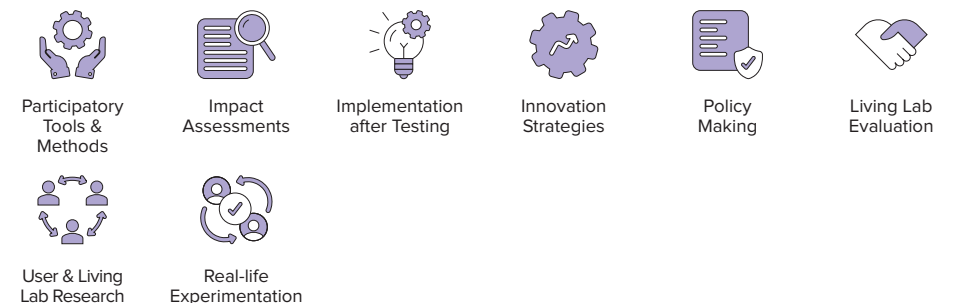 Participatory
Tools &
Methods
Impact
Assessments
Implementation
after Testing
Innovation
Strategies
Policy
Making
Living Lab
Evaluation
User & Living
Lab Research
Real-life
Experimentation